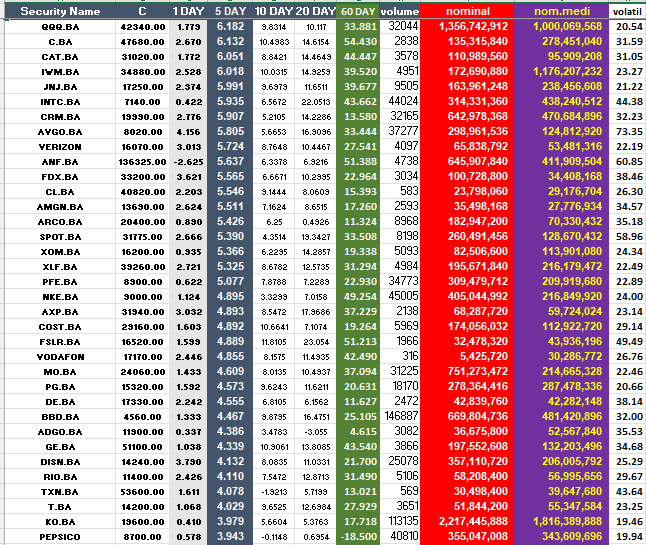 Security Name C 1 DAY 5 DAY 10 DAY 20 DAY 60 DAY volume nominal nom.medi volatil
QQQ.BA 42340.00 1.779 6.182 9.8314 10.117 33.881 32044 1,356,742,912 1,000,069,568 20.54
C.BA 47680.00 2.670 6.132 10.4983 14.6154 54.430 2838 135,315,840 278,451,040 31.59
CAT.BA 31020.00 1.772 6.051 8.8421 14.4649 44.447 3578 110,989,560 95,909,208 31.05
IWM.BA 34880.00 2.528 6.018 10.0315 14.9259 39.520 4951 172,690,880 1,176,207,232 23.27
JNJ.BA 17250.00 2.374 5.991 9.6979 11.6511 39.677 9505 163,961,248 238,456,608 21.22
INTC.BA 7140.00 0.422 5.935 6.5672 22.0513 43.662 44024 314,331,360 438,240,512 44.38
CRM.BA 19990.00 2.776 5.907 5.2105 14.2286 13.580 32165 642,978,368 470,684,896 32.23
AVGO.BA 8020.00 4.156 5.805 5.6653 16.9096 33.444 37277 298,961,536 124,812,920 73.35
VERIZON 16070.00 3.013 5.724 8.7648 10.4467 27.541 4097 65,838,792 53,481,316 22.19
ANF.BA 136325.00 -2.625 5.637 6.3378 6.9216 51.388 4738 645,907,840 411,909,504 60.85
FDX.BA 33200.00 3.621 5.565 6.6671 10.2995 22.964 3034 100,728,800 34,408,168 38.46
CL.BA 40820.00 2.203 5.546 9.1444 8.0609 15.393 583 23,798,060 29,176,704 26.30
AMGN.BA 13690.00 2.624 5.511 7.1624 8.6515 17.260 2593 35,498,168 27,776,934 34.57
ARCO.BA 20400.00 0.890 5.426 6.25 0.4926 11.324 8968 182,947,200 70,330,432 35.18
SPOT.BA 31775.00 2.666 5.390 4.3514 19.3427 33.508 8198 260,491,456 128,670,432 58.96
XOM.BA 16200.00 0.935 5.366 6.2295 14.2857 19.338 5093 82,506,600 113,901,080 24.34
XLF.BA 39260.00 2.721 5.325 8.6782 12.5735 31.294 4984 195,671,840 216,179,472 22.49
PFE.BA 8900.00 0.622 5.077 7.8788 7.2289 22.930 34773 309,479,712 209,919,680 22.89
NKE.BA 9000.00 1.124 4.895 3.3299 7.0158 49.254 45005 405,044,992 216,849,920 24.00
AXP.BA 31940.00 3.032 4.893 8.5472 17.9686 37.229 2138 68,287,720 59,724,024 23.14
COST.BA 29160.00 1.603 4.892 10.6641 7.1074 19.264 5969 174,056,032 112,922,720 29.14
FSLR.BA 16520.00 1.599 4.889 11.8105 23.054 51.213 1966 32,478,320 43,936,196 49.49
VODAFON 17170.00 2.446 4.855 8.1575 11.4935 42.490 316 5,425,720 30,286,772 26.76
MO.BA 24060.00 1.433 4.609 8.0135 10.4937 37.094 31225 751,273,472 214,665,328 22.46
PG.BA 15320.00 1.592 4.573 9.6243 11.6211 20.631 18170 278,364,416 287,478,336 20.66
DE.BA 17330.00 2.242 4.555 6.8105 6.1562 11.627 2472 42,839,760 42,282,148 38.14
BBD.BA 4560.00 1.333 4.467 9.8795 16.4751 25.105 146887 669,804,736 481,420,896 32.00
ADGO.BA 11900.00 0.337 4.386 3.4783 -3.055 4.615 3082 36,675,800 52,567,840 35.53
GE.BA 51100.00 1.038 4.339 10.9061 13.8085 43.540 3866 197,552,608 132,203,496 34.68
DISN.BA 14240.00 3.790 4.132 8.0835 11.0331 21.700 25078 357,110,720 206,005,792 25.29
RIO.BA 11400.00 2.426 4.110 7.5472 12.8713 31.490 5106 58,208,400 56,995,656 29.67
TXN.BA 53600.00 1.611 4.078 -1.9213 5.7199 13.021 569 30,498,400 39,647,680 43.64
T.BA 14200.00 1.068 4.029 9.6525 12.6984 27.929 3651 51,844,200 55,347,584 23.25
KO.BA 19600.00 0.410 3.979 5.6604 5.3763 17.718 113135 2,217,445,888 1,816,389,888 19.46
PEPSICO 8700.00 0.578 3.943 -0.1148 0.6954 -18.500 40810 355,047,008 343,609,696 19.94